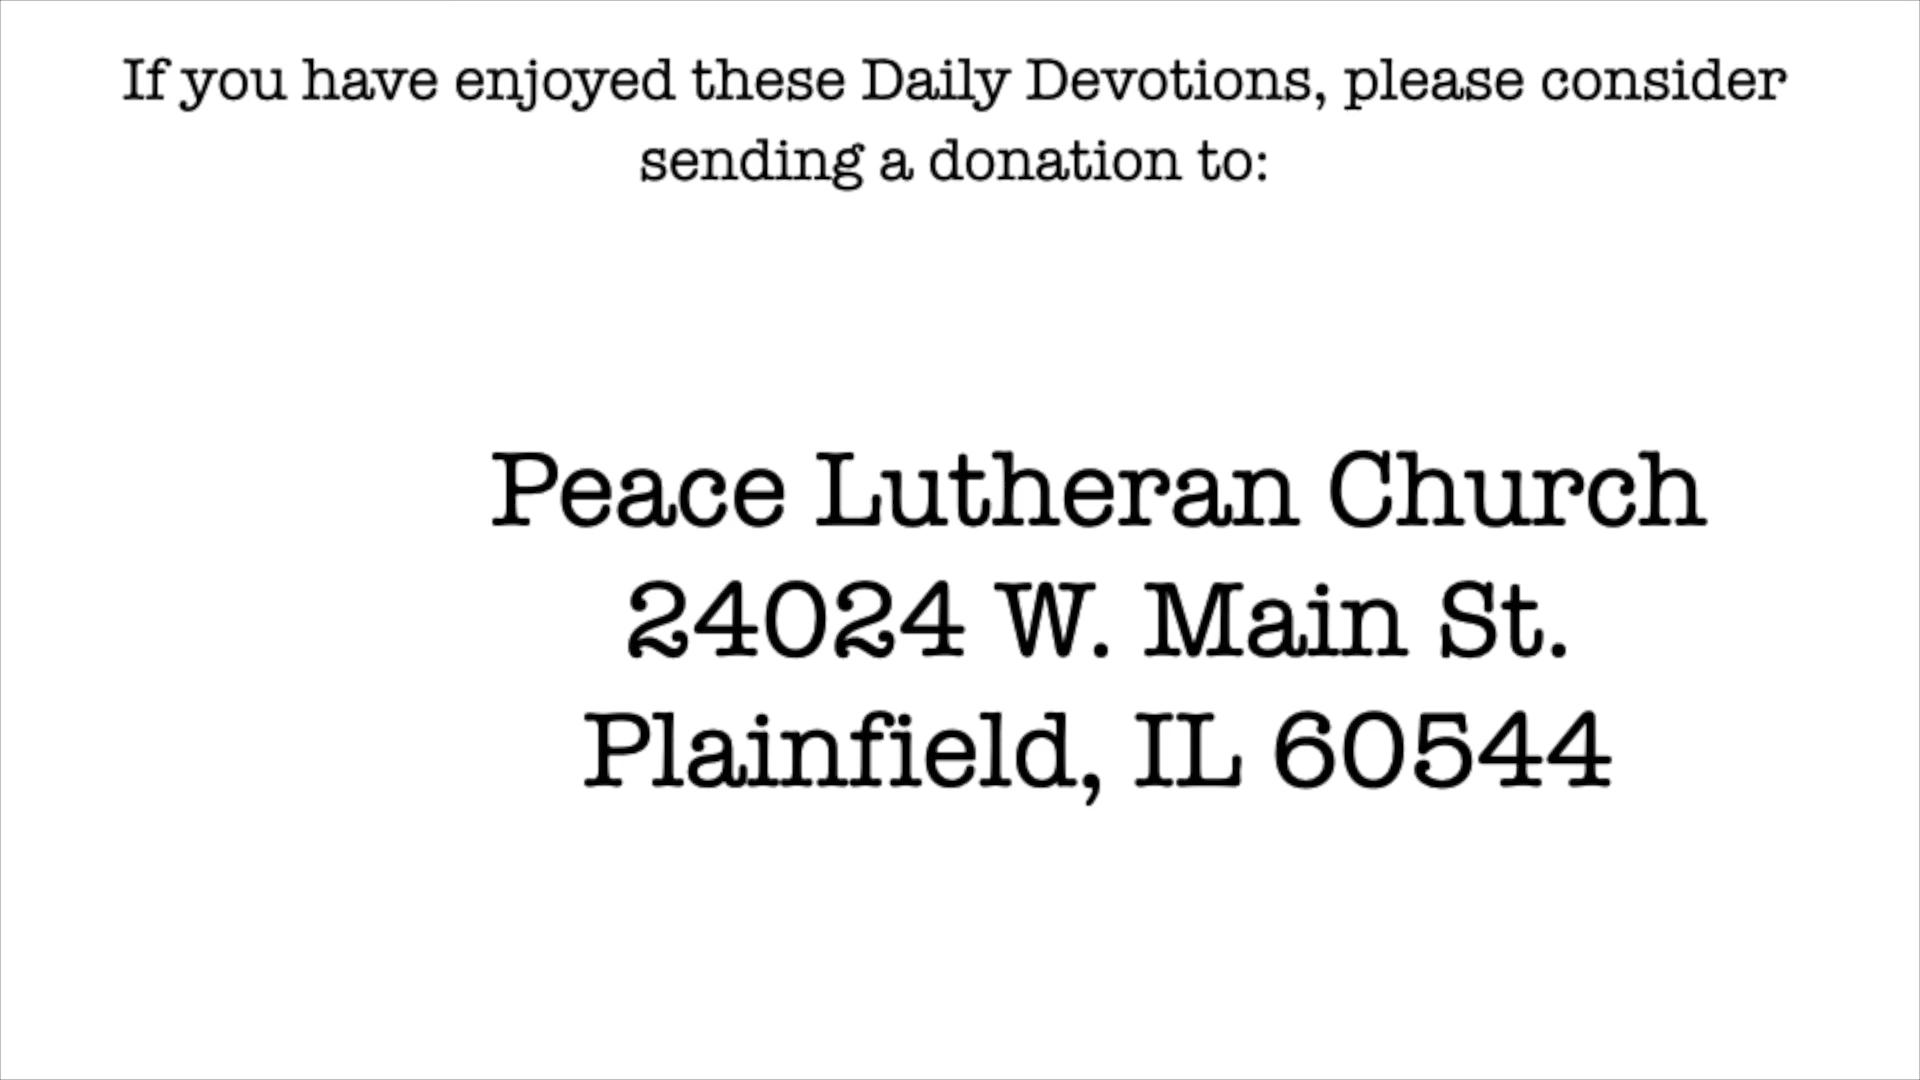 If you have enjoyed these Daily Devotions, please consider
sending a donation to:
Peace Lutheran Church
24024 W. Main St.
Plainfield, IL 60544